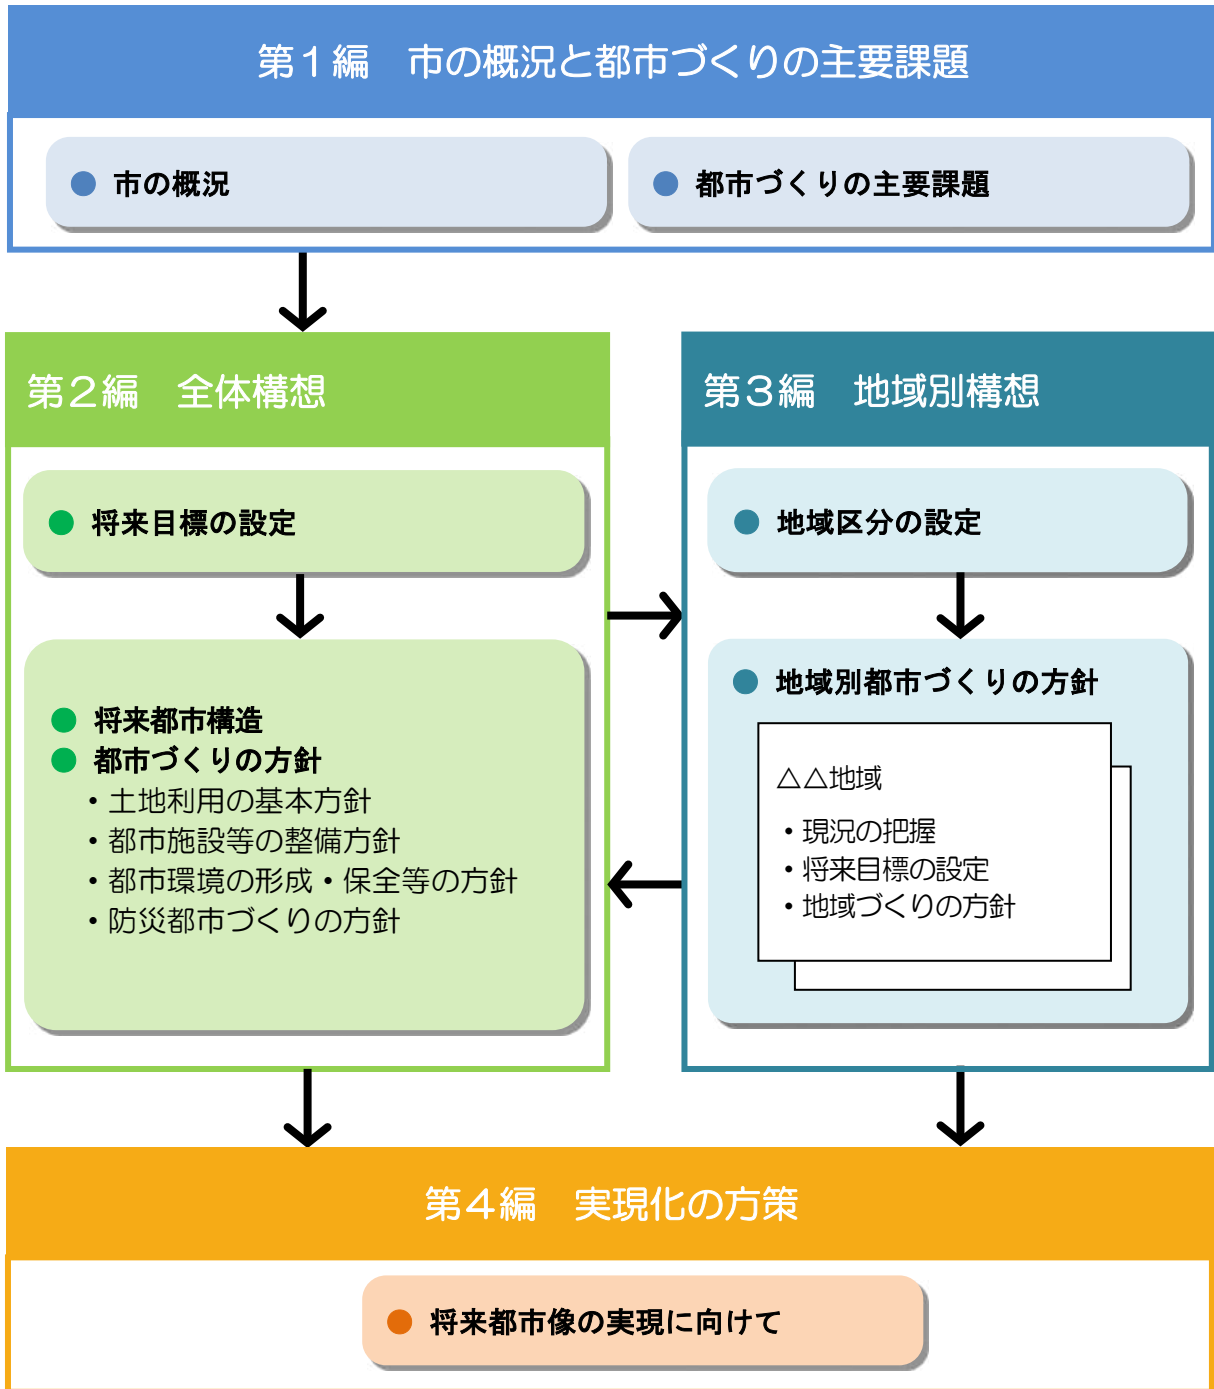 第１編　市の概況と都市づくりの主要課題
● 市の概況
● 都市づくりの主要課題
第２編　全体構想
● 将来目標の設定
● 将来都市構造
● 都市づくりの方針
・土地利用の基本方針
・都市施設等の整備方針
・都市環境の形成・保全等の方針
・防災都市づくりの方針
第３編　地域別構想
● 地域区分の設定
● 地域別都市づくりの方針
△△地域
・現況の把握
・将来目標の設定
・地域づくりの方針
第４編　実現化の方策
● 将来都市像の実現に向けて